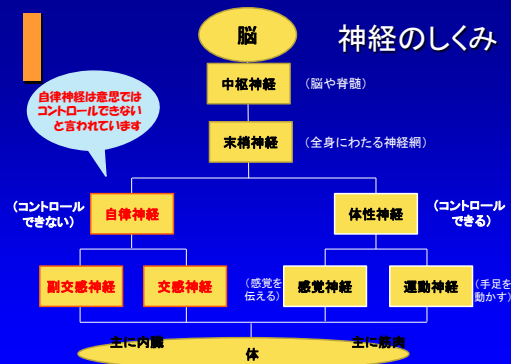 脳
神経のしくみ
中枢神経
（脳や脊髄）
自律神経は意思では
コントロールできない
と言われています
末梢神経
（全身にわたる神経網）
（コントロール
できない）
自律神経
体性神経
（コントロール
できる）
副交感神経
交感神経
（感覚を
伝える）
感覚神経
運動神経
（手足を
動かす）
主に内臓
主に筋肉
体